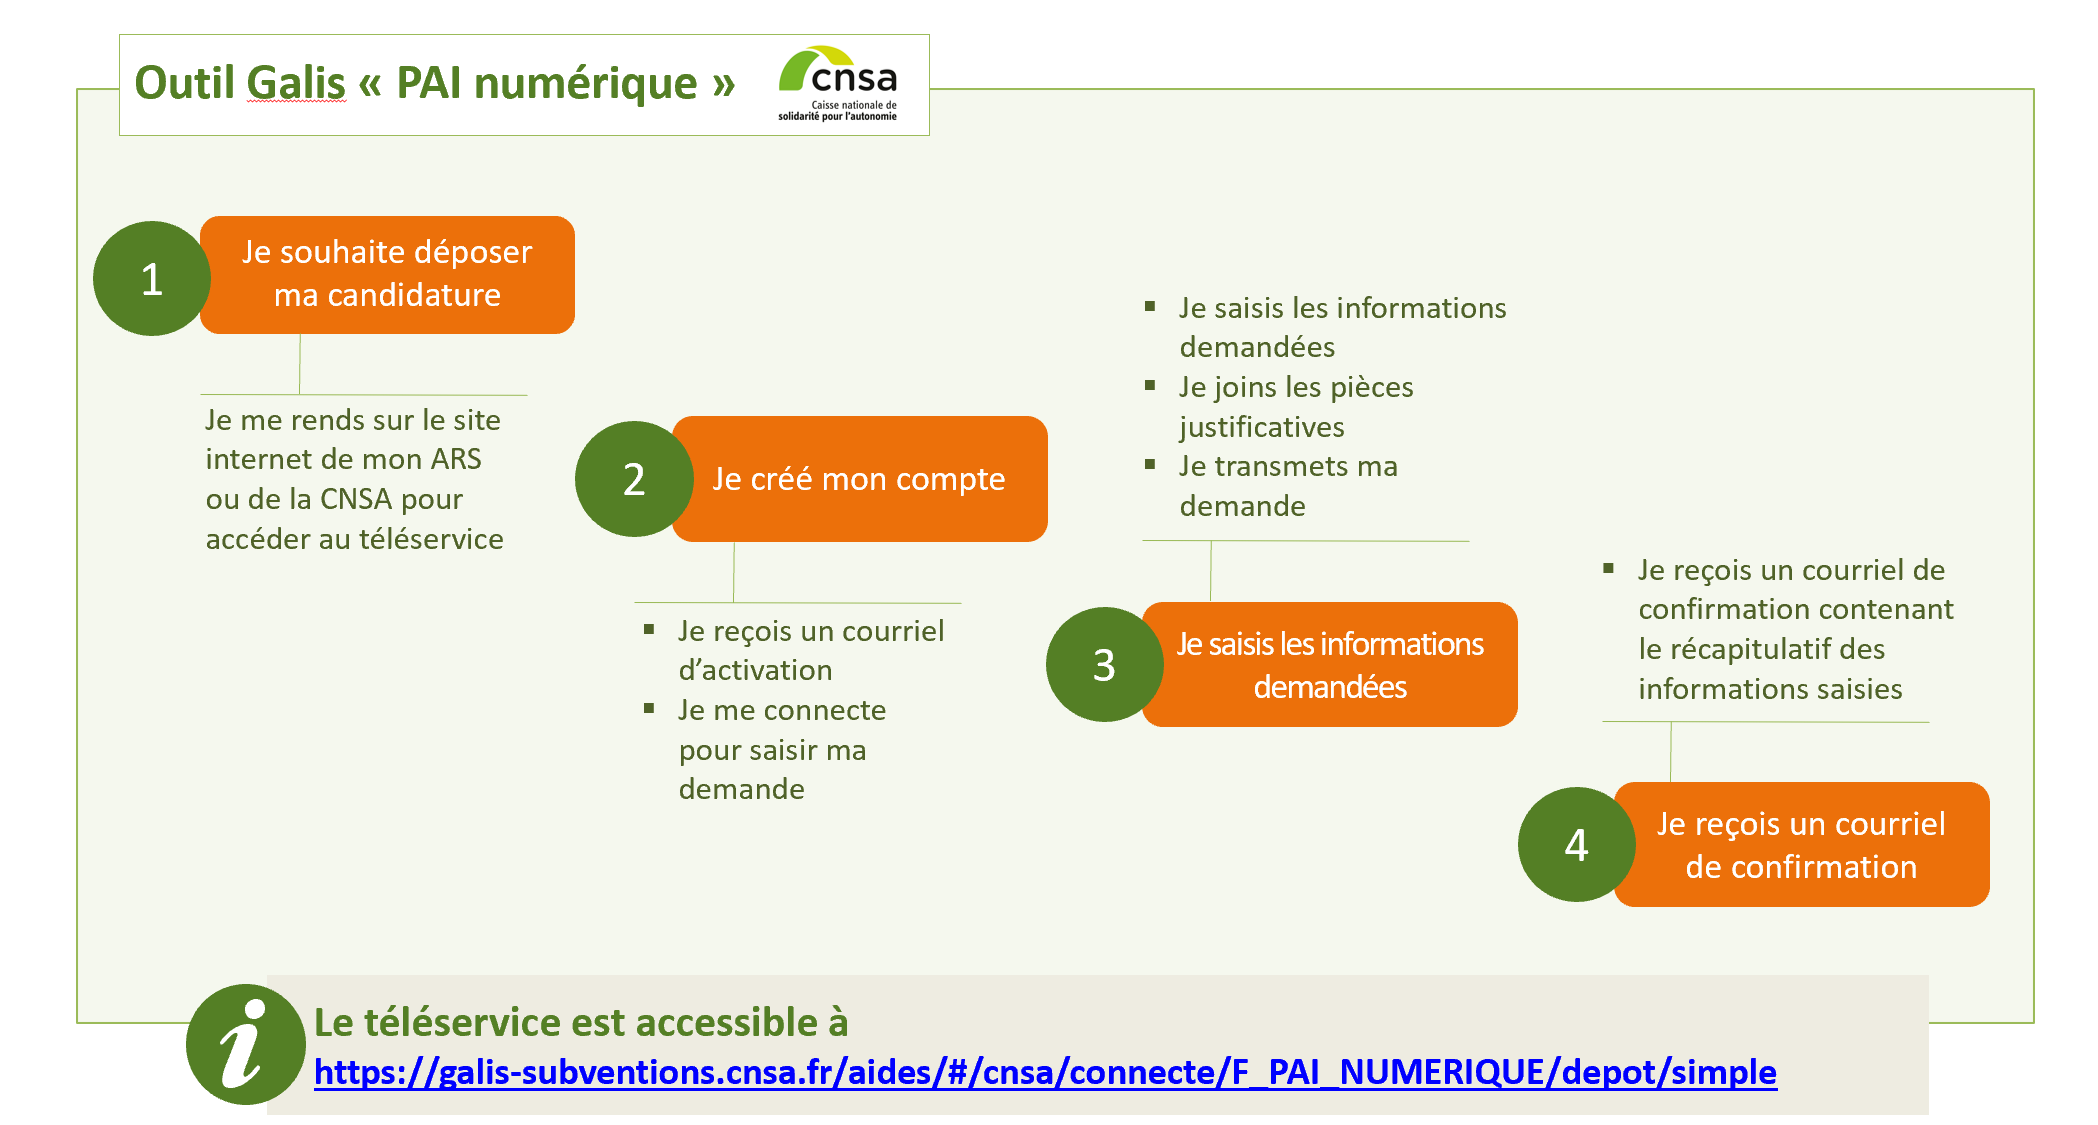 Outil Galis « PAI numérique »
cnsa
Caisse nationale de
solidarité pour l'autonomie
1
Je souhaite déposer
ma candidature
Je me rends sur le site
internet de mon ARS
ou de la CNSA pour
accéder au téléservice
2
Je créé mon compte
▪ Je reçois un courriel
d’activation
▪ Je me connecte
pour saisir ma
demande
▪ Je saisis les informations
demandées
▪ Je joins les pièces
justificatives
▪ Je transmets ma
demande
3
Je saisis les informations
demandées
▪ Je reçois un courriel de
confirmation contenant
le récapitulatif des
informations saisies
4
Je reçois un courriel
de confirmation
i
Le téléservice est accessible à
https://galis-subventions.cnsa.fr/aides/#/cnsa/connecte/F_PAI_NUMERIQUE/depot/simple